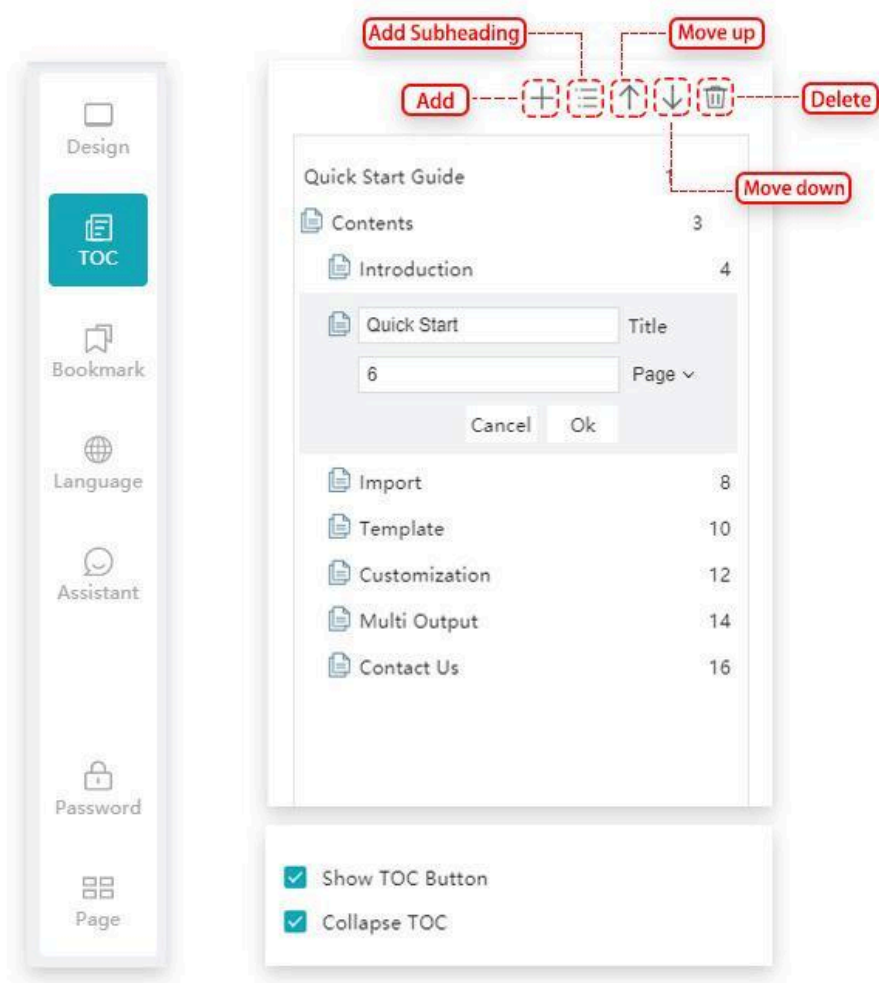 Add Subheading
Move up
Add
Delete
Move down
Design
TOC
Bookmark
Language
Assistant
Password
Page
Quick Start Guide 1
Contents 3
Introduction 4
Quick Start Title
6 Page
Cancel Ok
Import 8
Template 10
Customization 12
Multi Output 14
Contact Us 16
Show TOC Button
Collapse TOC